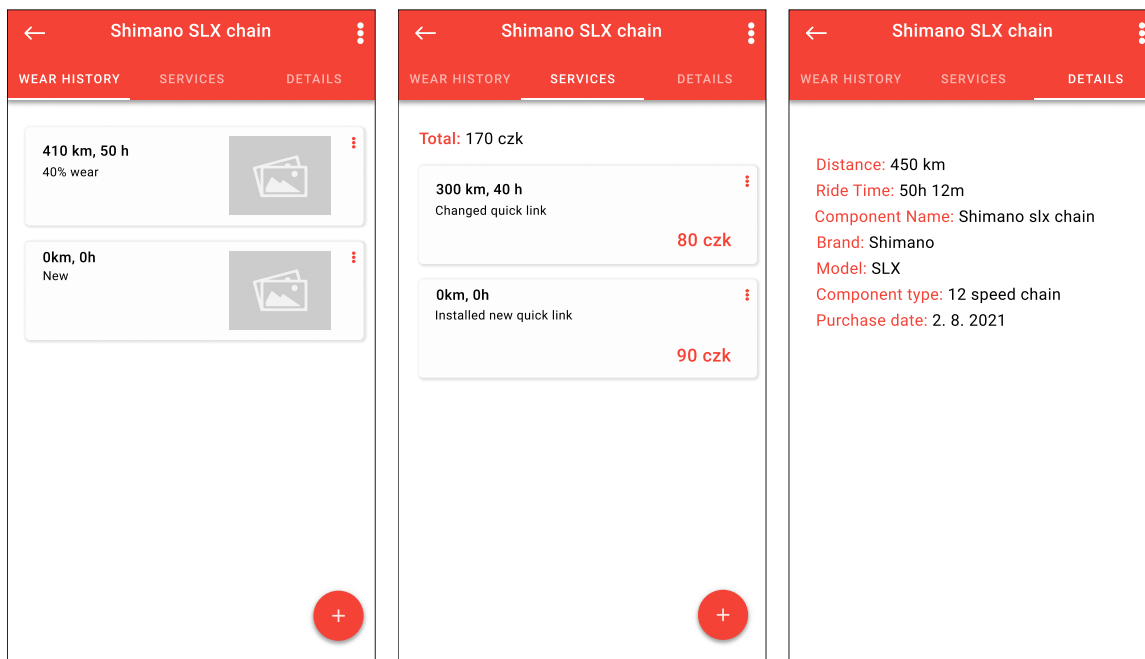 Shimano SLX chain
WEAR HISTORY SERVICES DETAILS
410 km, 50 h
40% wear
0km, 0h
New
+
Shimano SLX chain
WEAR HISTORY SERVICES DETAILS
Total: 170 czk
300 km, 40 h
Changed quick link
80 czk
0km, 0h
Installed new quick link
90 czk
+
Shimano SLX chain
WEAR HISTORY SERVICES DETAILS
Distance: 450 km
Ride Time: 50h 12m
Component Name: Shimano slx chain
Brand: Shimano
Model: SLX
Component type: 12 speed chain
Purchase date: 2. 8. 2021